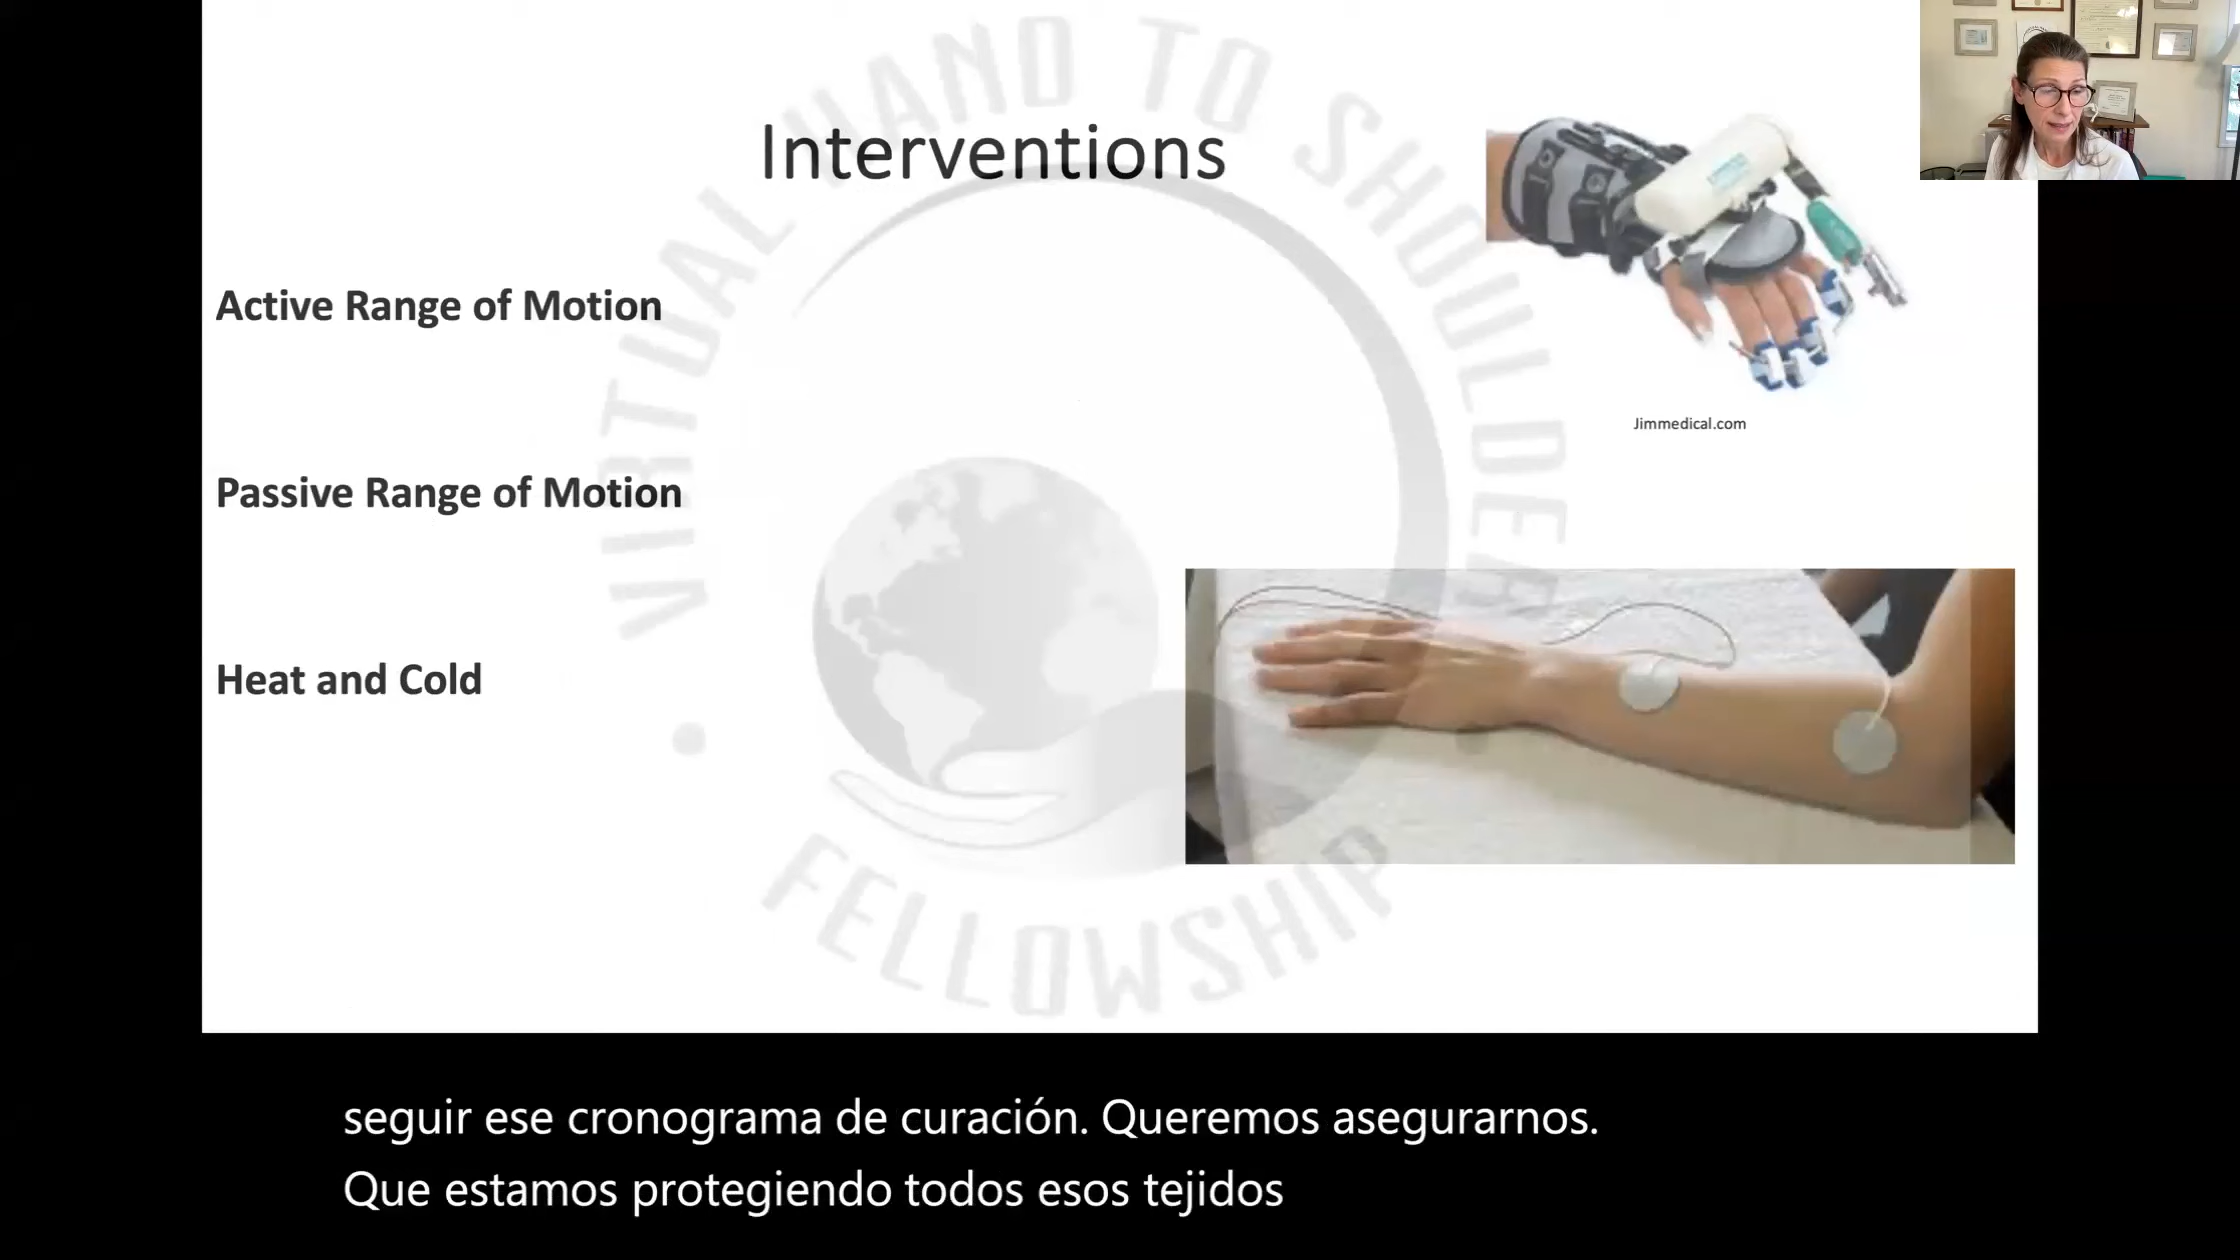 Interventions
Active Range of Motion
Passive Range of Motion
Heat and Cold
Jimmedical.com
VIRTUAL HAND TO SHOULDER
FELLOWSHIP
seguir ese cronograma de curación. Queremos asegurarnos.
Que estamos protegiendo todos esos tejidos